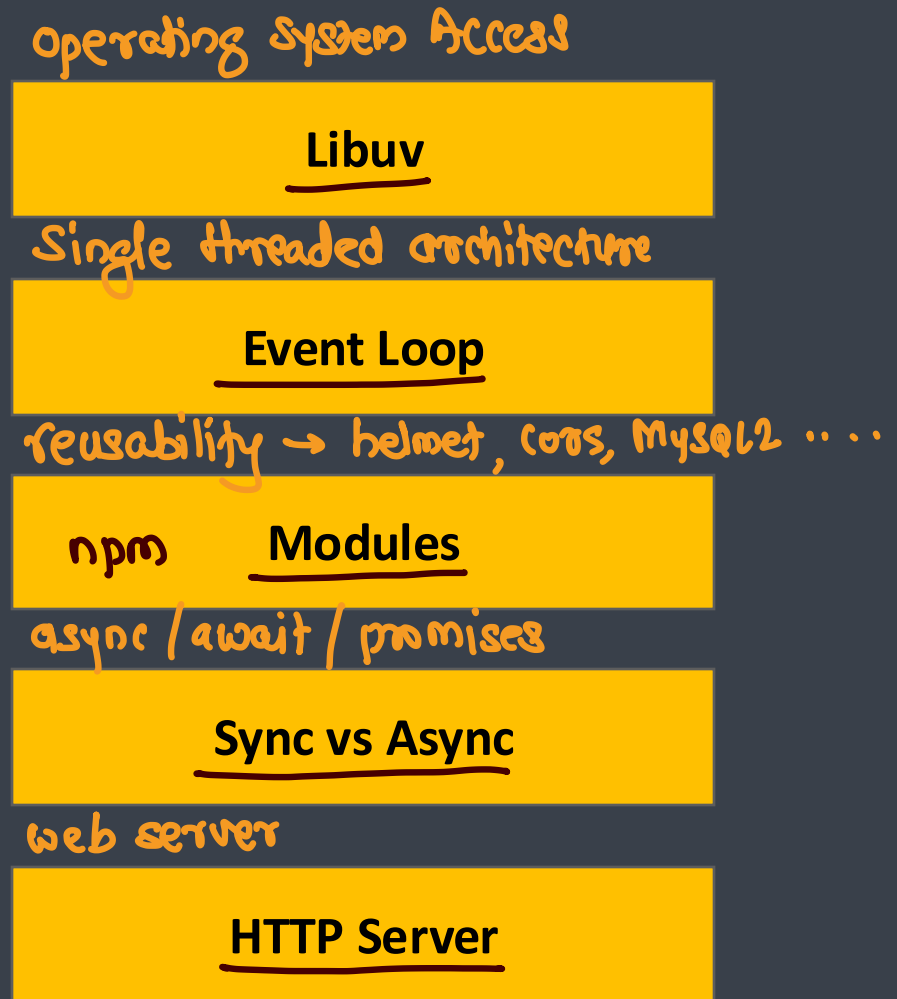 operating system Access
Libuv
Single threaded architecture
Event Loop
reusability → helmet, cors, MySQL2 ....
npm Modules
async / await / promises
Sync vs Async
web server
HTTP Server